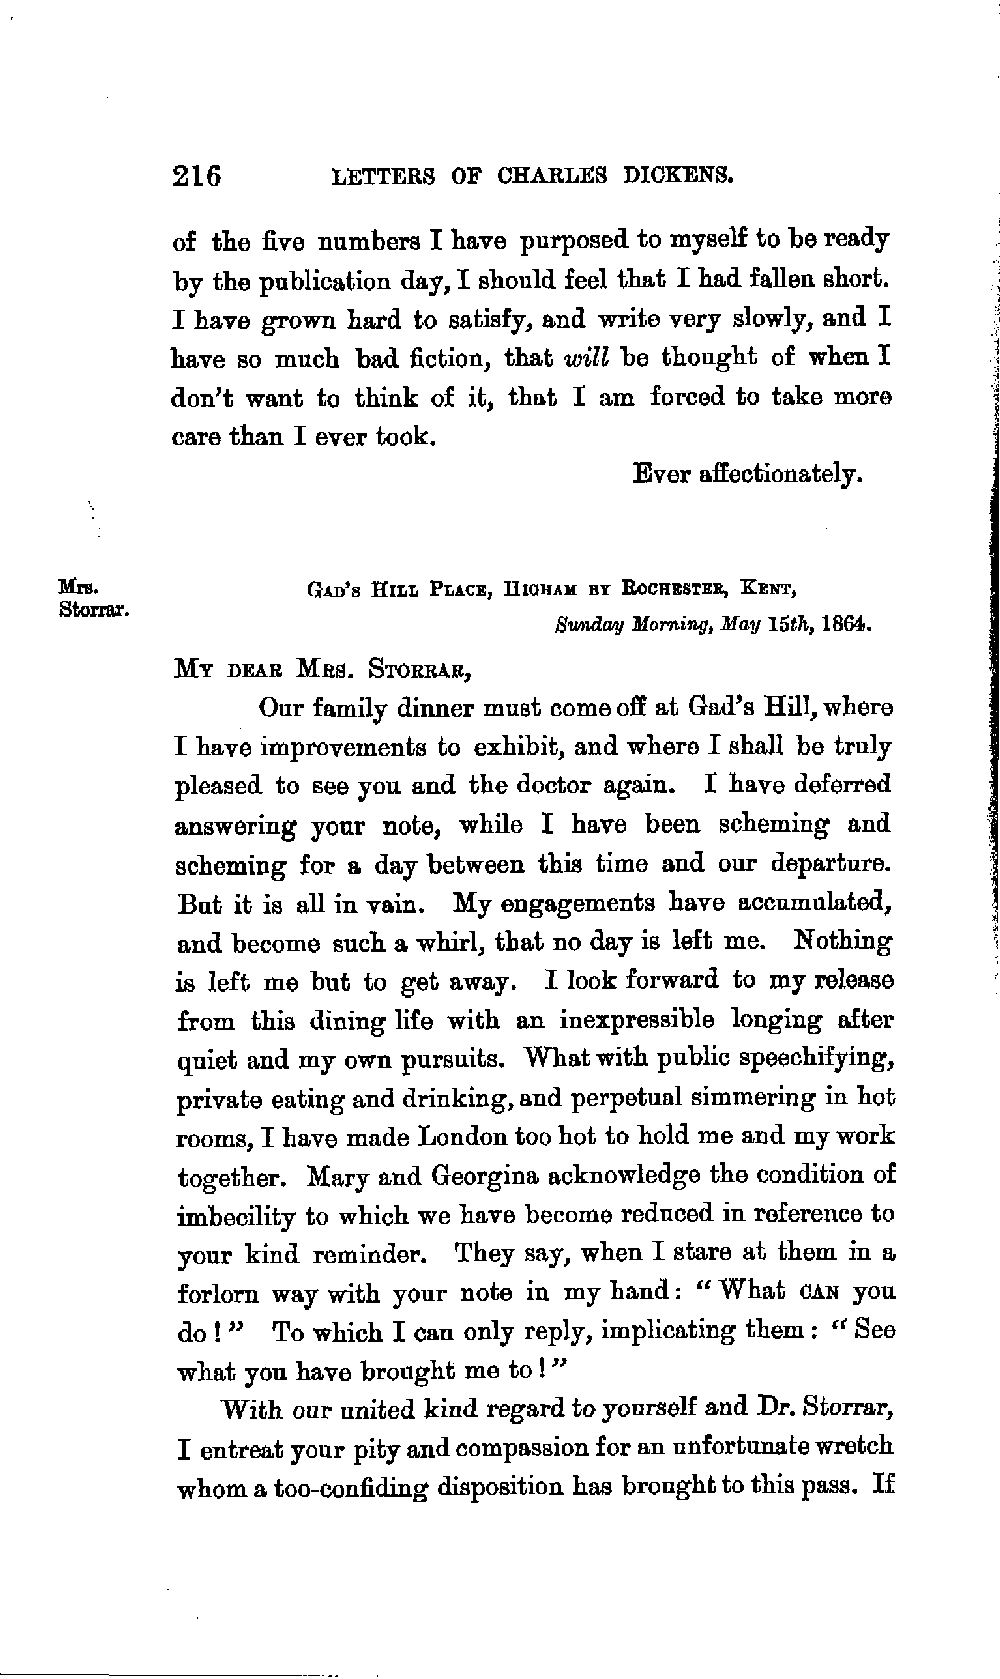 216 LETTERS OF CHARLES DICKENS.
of the five numbers I have purposed to myself to be ready
by the publication day, I should feel that I had fallen short.
I have grown hard to satisfy, and write very slowly, and I
have so much bad fiction, that will be thought of when I
don't want to think of it, that I am forced to take more
care than I ever took.
Ever affectionately.
Mrs.
Storrar.
GAD'S HILL PLACE, HIGHAM BY ROCHESTER, KENT,
Sunday Morning, May 15th, 1864.
MY DEAR MRS. STORRAR,
Our family dinner must come off at Gad's Hill, where
I have improvements to exhibit, and where I shall be truly
pleased to see you and the doctor again. I have deferred
answering your note, while I have been scheming and
scheming for a day between this time and our departure.
But it is all in vain. My engagements have accumulated,
and become such a whirl, that no day is left me. Nothing
is left me but to get away. I look forward to my release
from this dining life with an inexpressible longing after
quiet and my own pursuits. What with public speechifying,
private eating and drinking, and perpetual simmering in hot
rooms, I have made London too hot to hold me and my work
together. Mary and Georgina acknowledge the condition of
imbecility to which we have become reduced in reference to
your kind reminder. They say, when I stare at them in a
forlorn way with your note in my hand: "What CAN you
do!" To which I can only reply, implicating them: "See
what you have brought me to!"
With our united kind regard to yourself and Dr. Storrar,
I entreat your pity and compassion for an unfortunate wretch
whom a too-confiding disposition has brought to this pass. If